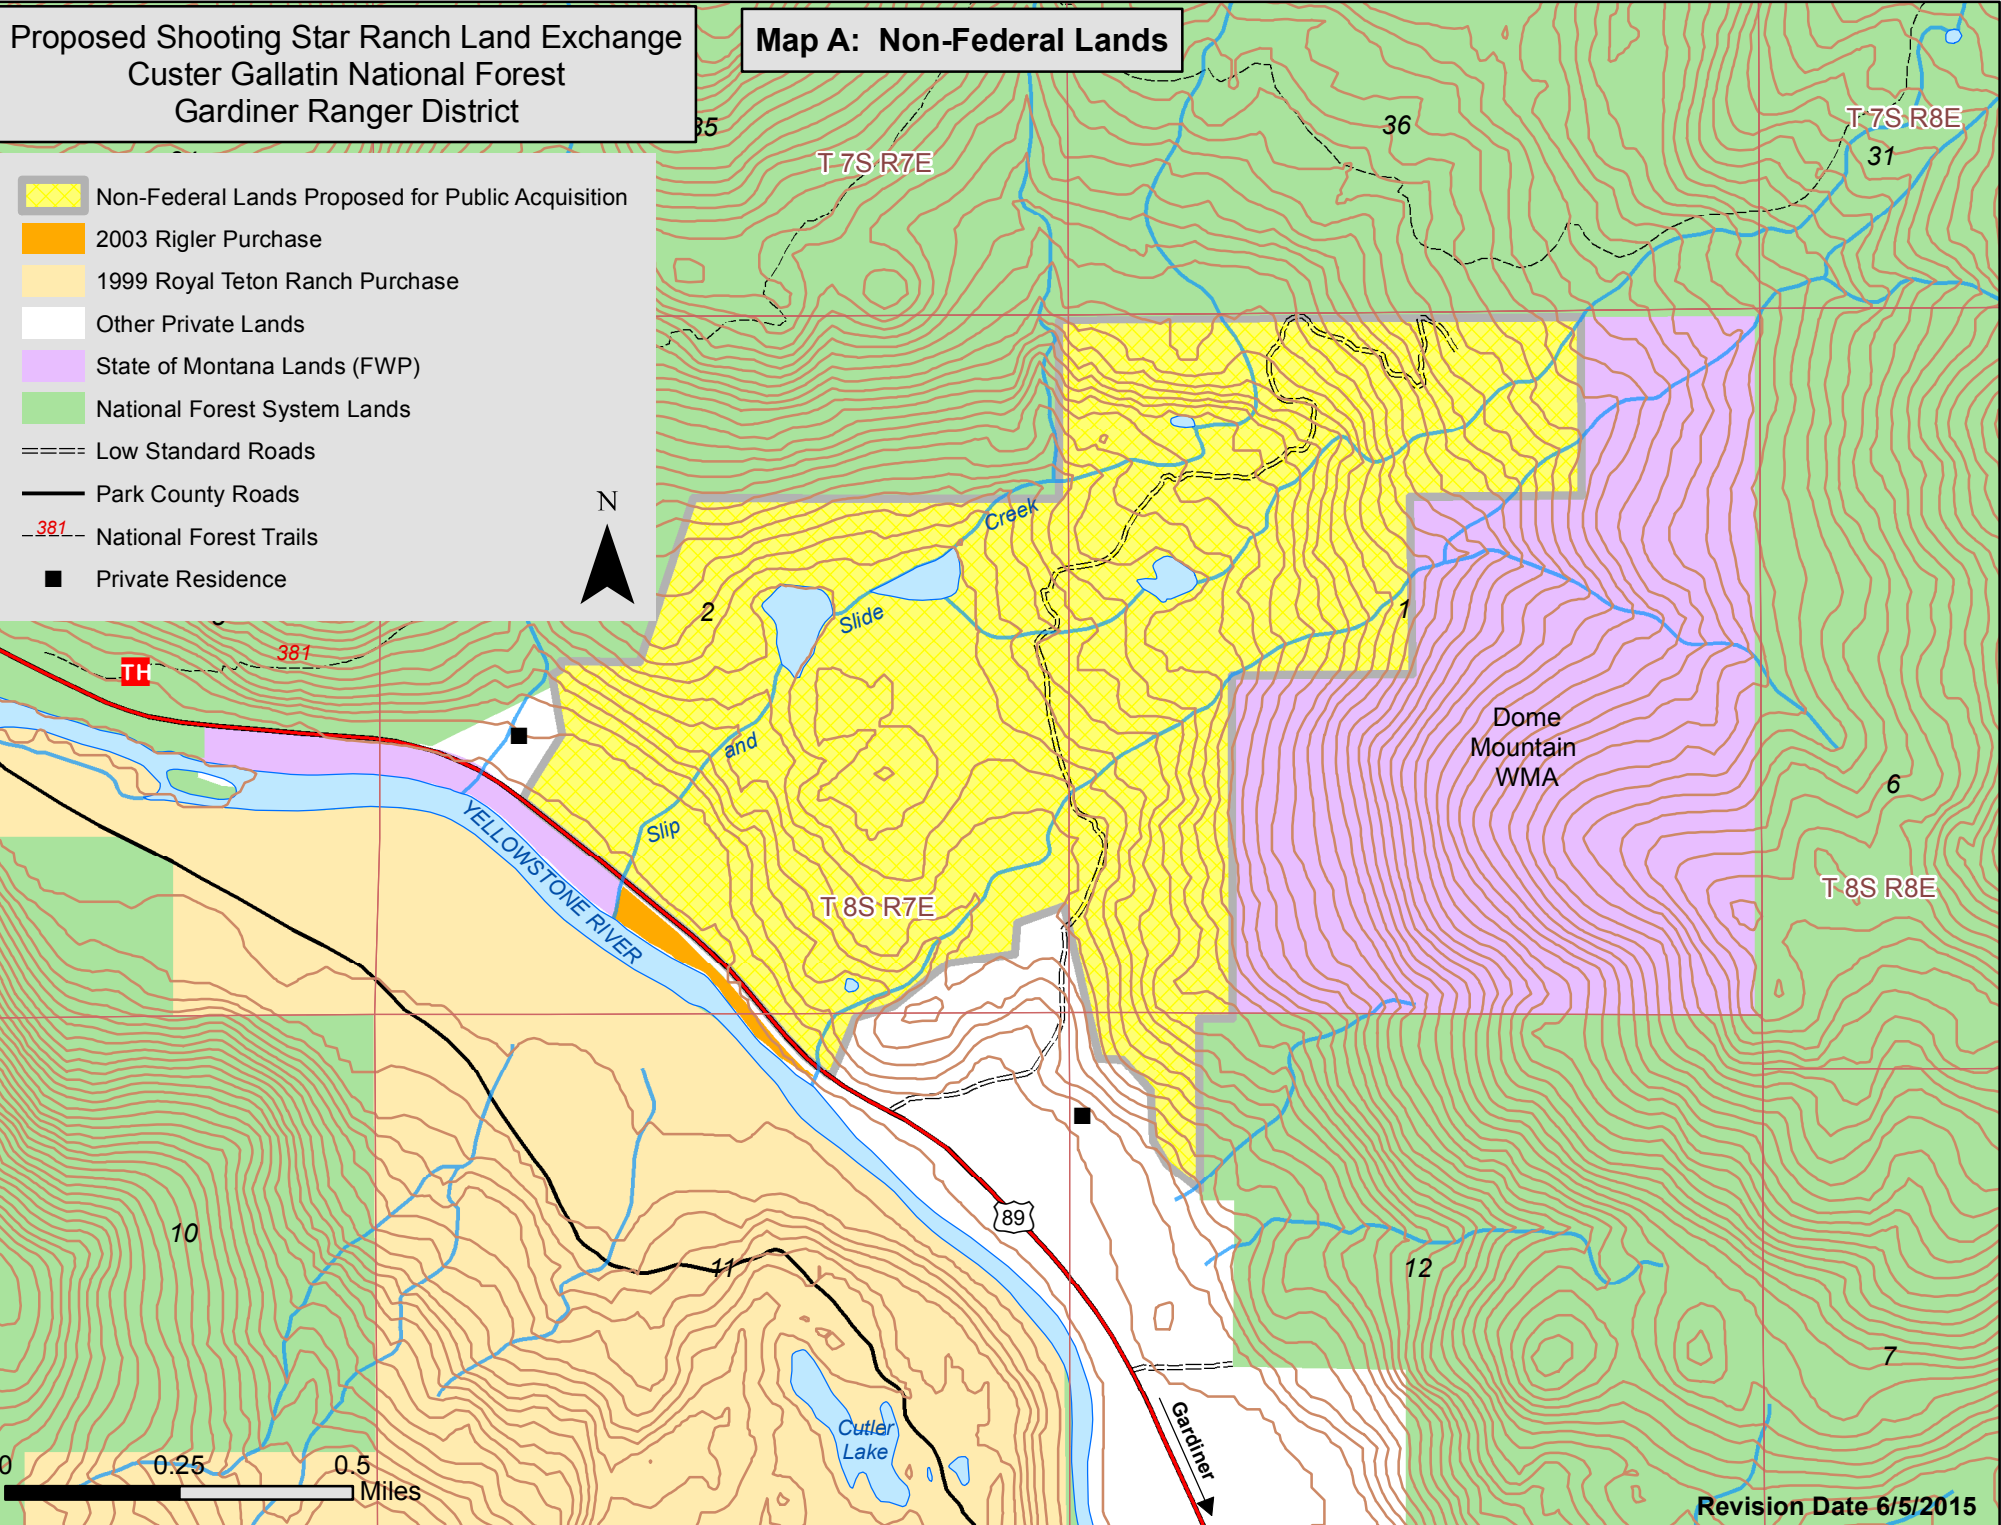 Proposed Shooting Star Ranch Land Exchange
Custer Gallatin National Forest
Gardiner Ranger District
Map A: Non-Federal Lands
Non-Federal Lands Proposed for Public Acquisition
2003 Rigler Purchase
1999 Royal Teton Ranch Purchase
Other Private Lands
State of Montana Lands (FWP)
National Forest System Lands
Low Standard Roads
Park County Roads
381
National Forest Trails
Private Residence
N
35
36
T 7S R7E
T 7S R8E
31
Creek
Slide
2
1
381
TH
and
Slip
YELLOWSTONE RIVER
Dome
Mountain
WMA
6
T 8S R7E
T 8S R8E
89
10
11
12
7
Cutler
Lake
Gardiner
0
0.25
0.5
Miles
Revision Date 6/5/2015